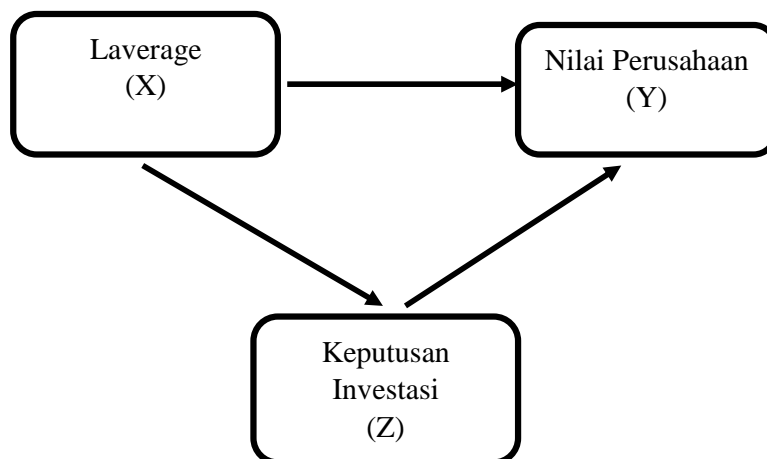 Laverage
(X)
Nilai Perusahaan
(Y)
Keputusan
Investasi
(Z)